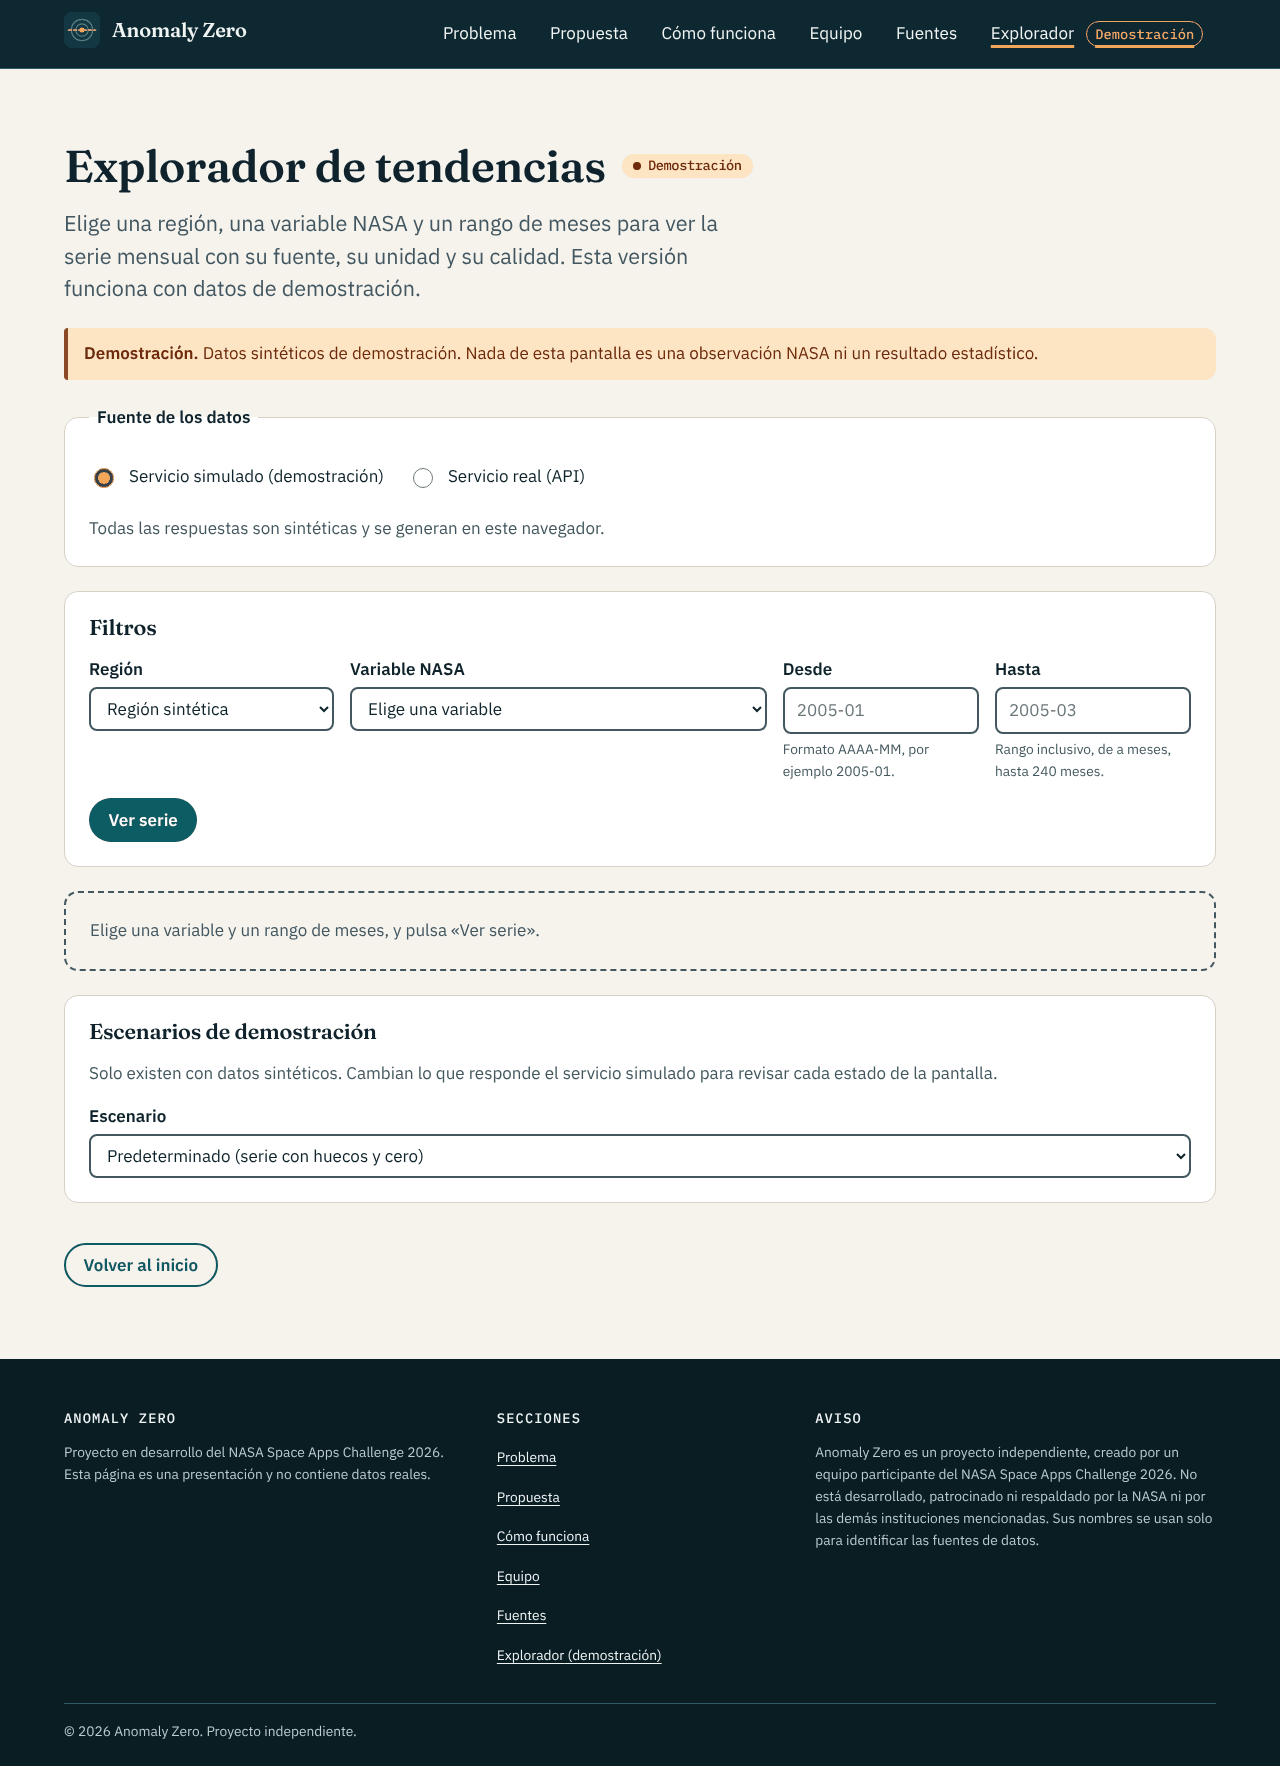 Anomaly Zero
Problema
Propuesta
Cómo funciona
Equipo
Fuentes
Explorador
Demostración
Explorador de tendencias
Demostración
Elige una región, una variable NASA y un rango de meses para ver la
serie mensual con su fuente, su unidad y su calidad. Esta versión
funciona con datos de demostración.
Demostración. Datos sintéticos de demostración. Nada de esta pantalla es una observación NASA ni un resultado estadístico.
Fuente de los datos
Servicio simulado (demostración)
Servicio real (API)
Todas las respuestas son sintéticas y se generan en este navegador.
Filtros
Región
Región sintética
Variable NASA
Elige una variable
Desde
2005-01
Formato AAAA-MM, por
ejemplo 2005-01.
Hasta
2005-03
Rango inclusivo, de a meses,
hasta 240 meses.
Ver serie
Elige una variable y un rango de meses, y pulsa «Ver serie».
Escenarios de demostración
Solo existen con datos sintéticos. Cambian lo que responde el servicio simulado para revisar cada estado de la pantalla.
Escenario
Predeterminado (serie con huecos y cero)
Volver al inicio
ANOMALY ZERO
Proyecto en desarrollo del NASA Space Apps Challenge 2026.
Esta página es una presentación y no contiene datos reales.
SECCIONES
Problema
Propuesta
Cómo funciona
Equipo
Fuentes
Explorador (demostración)
AVISO
Anomaly Zero es un proyecto independiente, creado por un
equipo participante del NASA Space Apps Challenge 2026. No
está desarrollado, patrocinado ni respaldado por la NASA ni por
las demás instituciones mencionadas. Sus nombres se usan solo
para identificar las fuentes de datos.
© 2026 Anomaly Zero. Proyecto independiente.